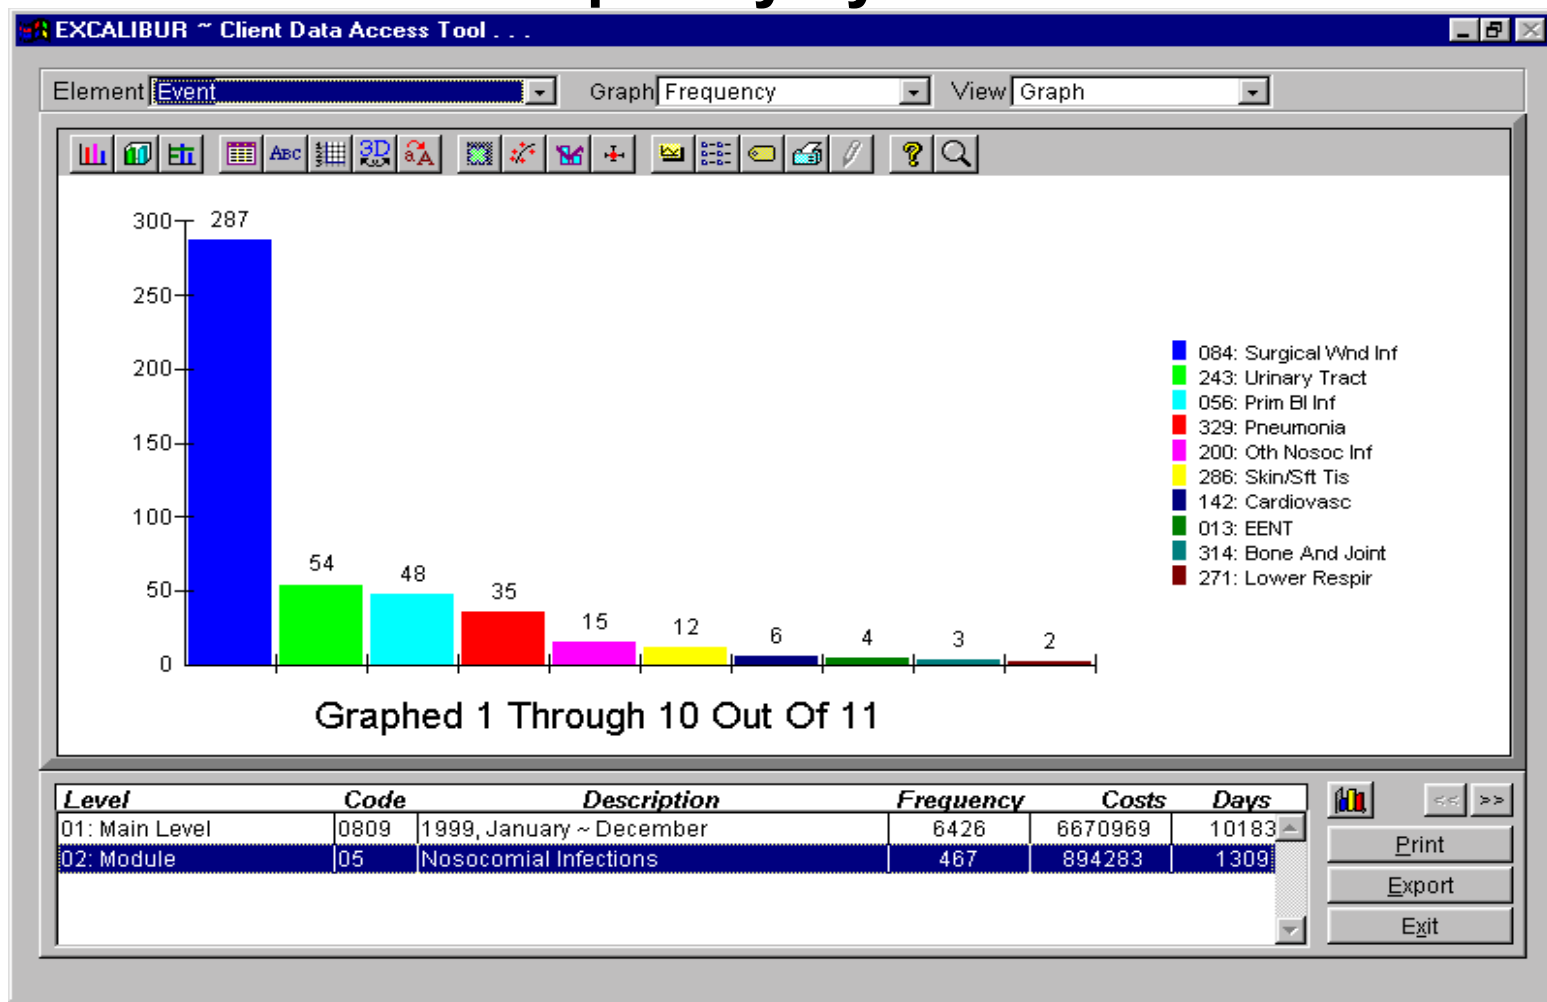 EXCALIBUR ~ Client Data Access Tool . . .
Element Event Graph Frequency View Graph
ABC 3D aA
300 287
250
200
150
100
50
0
54
48
35
15
12
6
4
3
2
084: Surgical Wnd Inf
243: Urinary Tract
056: Prim Bl Inf
329: Pneumonia
200: Oth Nosoc Inf
286: Skin/Sft Tis
142: Cardiovasc
013: EENT
314: Bone And Joint
271: Lower Respir
Graphed 1 Through 10 Out Of 11
Level Code Description Frequency Costs Days
01: Main Level 0809 1999, January ~ December 6426 6670969 10183
02: Module 05 Nosocomial Infections 467 894283 1309
<< >>
Print
Export
Exit